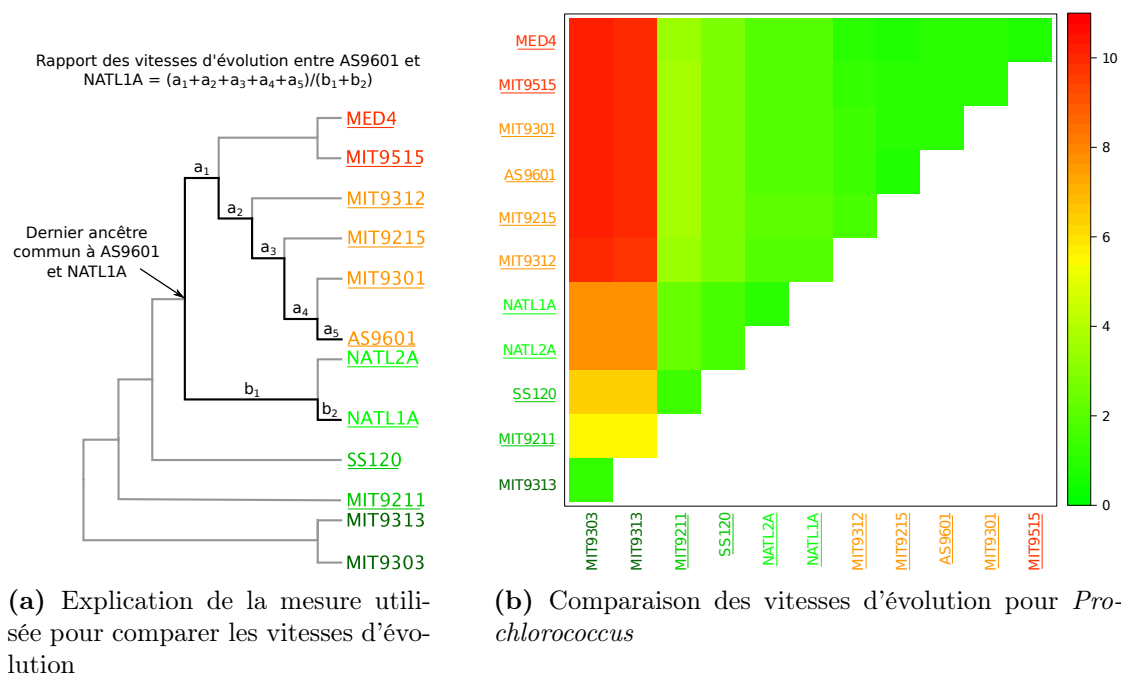 Rapport des vitesses d'évolution entre AS9601 et
NATL1A = (a₁+a₂+a₃+a₄+a₅)/(b₁+b₂)
MED4
MIT9515
a₁
MIT9312
a₂
MIT9215
Dernier ancêtre
commun à AS9601
et NATL1A
a₃
MIT9301
a₄
a₅
AS9601
NATL2A
b₁
b₂
NATL1A
SS120
MIT9211
MIT9313
MIT9303
(a) Explication de la mesure utili-
sée pour comparer les vitesses d'évo-
lution
MED4
MIT9515
MIT9301
AS9601
MIT9215
MIT9312
NATL1A
NATL2A
SS120
MIT9211
MIT9313
MIT9303
MIT9313
MIT9211
SS120
NATL2A
NATL1A
MIT9312
MIT9215
AS9601
MIT9301
MIT9515
10
8
6
4
2
0
(b) Comparaison des vitesses d'évolution pour Pro-
chlorococcus